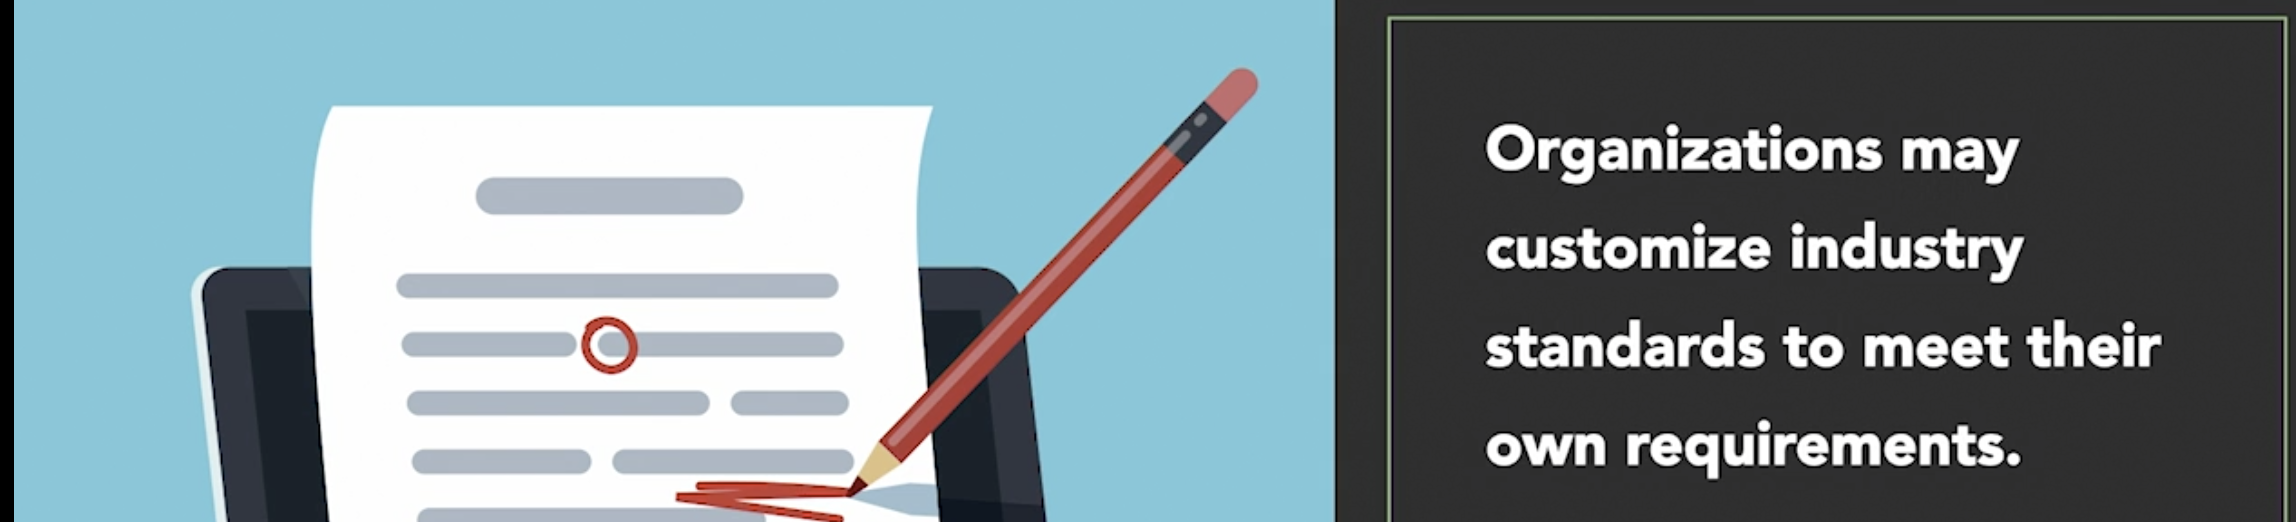 Organizations may
customize industry
standards to meet their
own requirements.